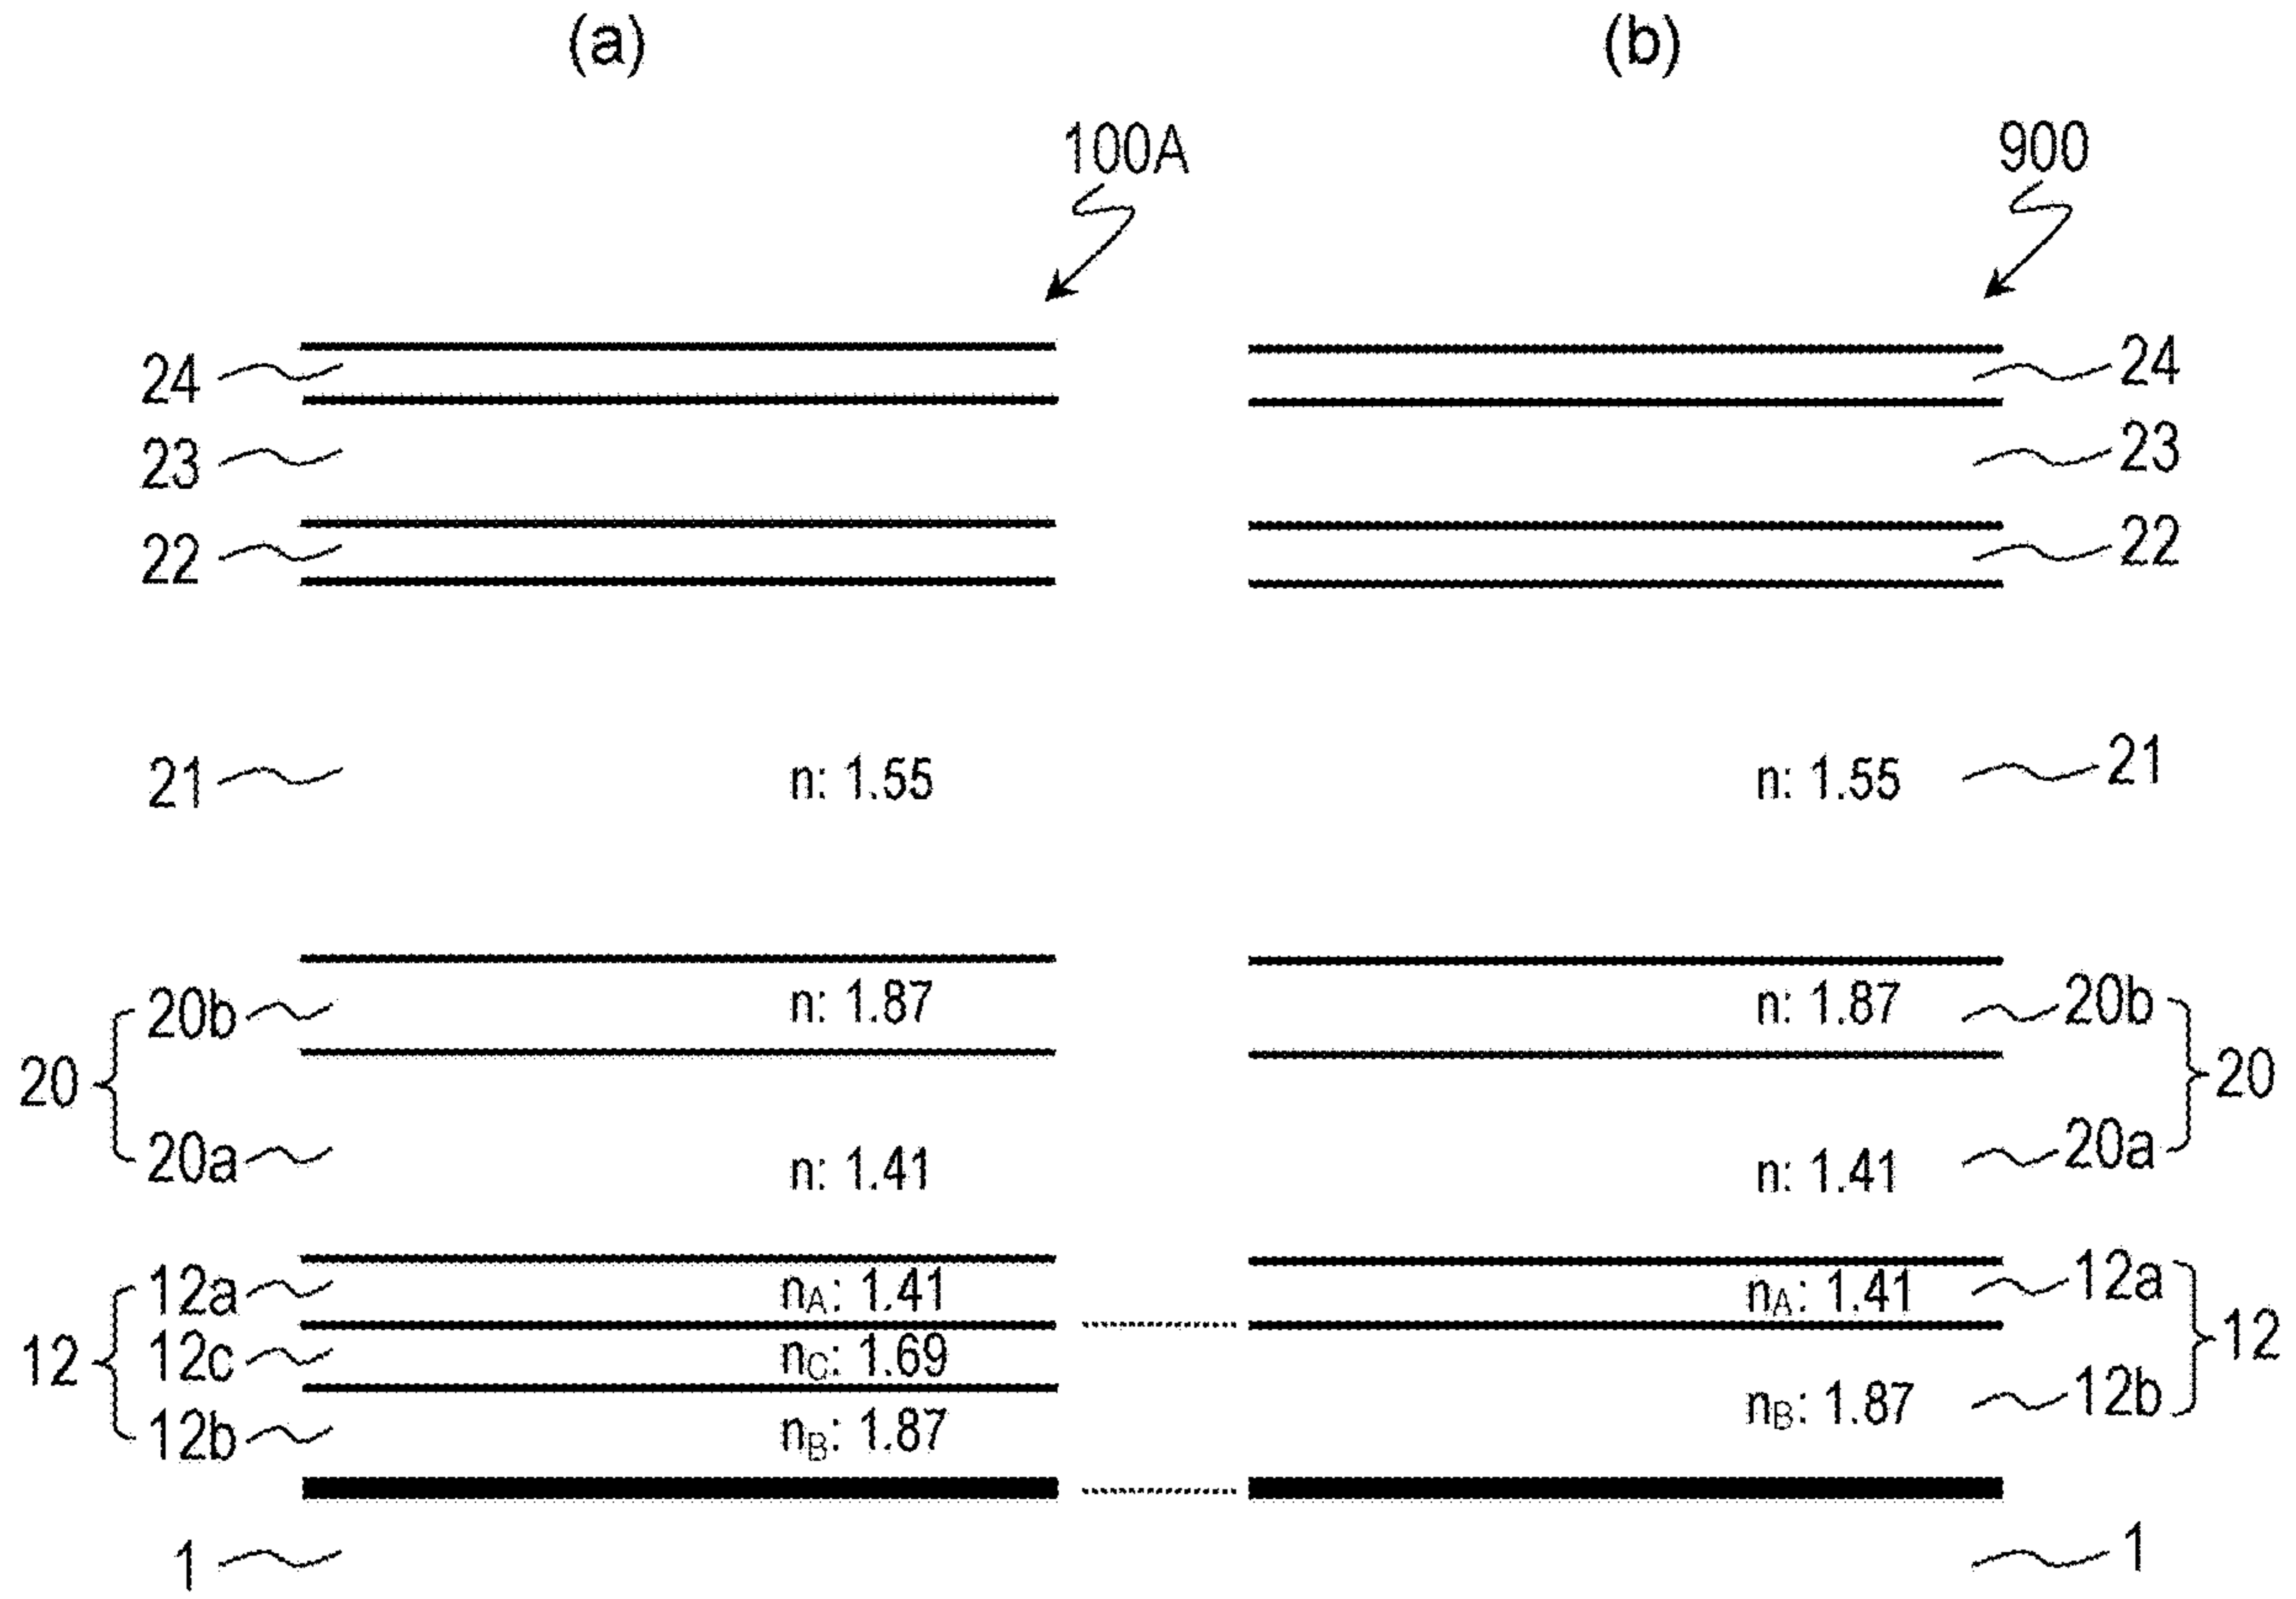 (a) (b)
100A 900
24 24
23 23
22 22
21 n: 1.55 n: 1.55 21
20b n: 1.87 n: 1.87 20b
20 20
20a n: 1.41 n: 1.41 20a
12a nA: 1.41 nA: 1.41 12a
12 12c nC: 1.69 12
12b nB: 1.87 nB: 1.87 12b
1 1